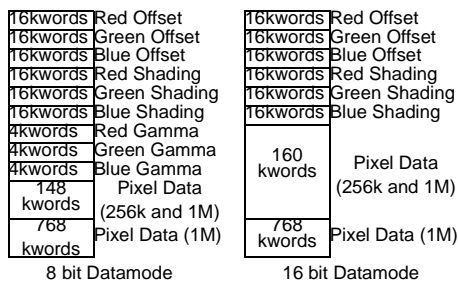 16kwords Red Offset
16kwords Green Offset
16kwords Blue Offset
16kwords Red Shading
16kwords Green Shading
16kwords Blue Shading
4kwords Red Gamma
4kwords Green Gamma
4kwords Blue Gamma
148 kwords Pixel Data
(256k and 1M)
768 kwords Pixel Data (1M)
8 bit Datamode
16kwords Red Offset
16kwords Green Offset
16kwords Blue Offset
16kwords Red Shading
16kwords Green Shading
16kwords Blue Shading
160 kwords Pixel Data
(256k and 1M)
768 kwords Pixel Data (1M)
16 bit Datamode